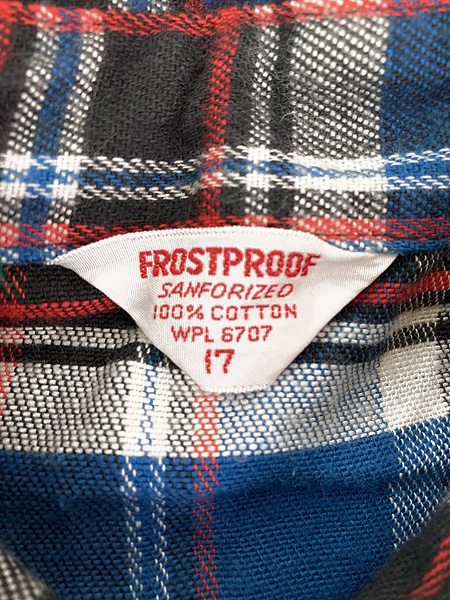 FROSTPROOF
SANFORIZED
100% COTTON
WPL 6707
17